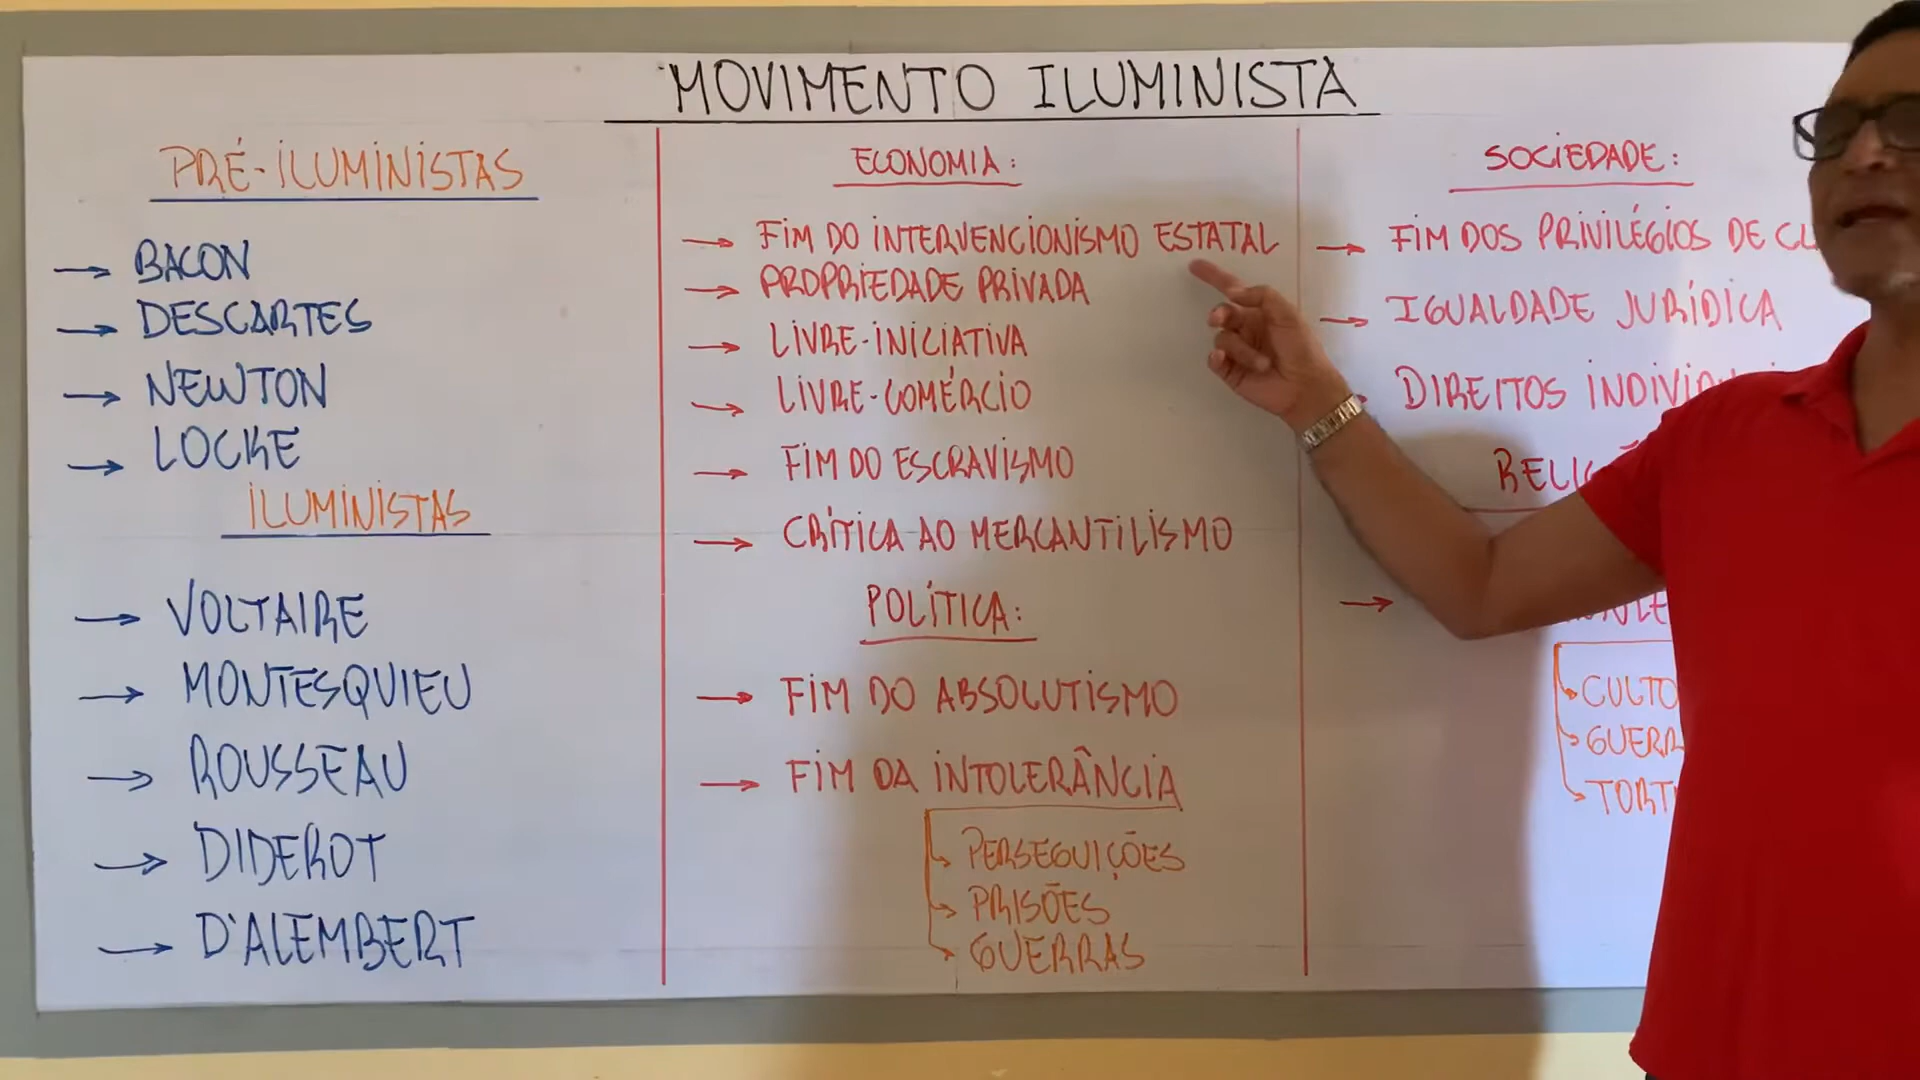 MOVIMENTO ILUMINISTA
PRÉ-ILUMINISTAS
→ BACON
→ DESCARTES
→ NEWTON
→ LOCKE
ILUMINISTAS
→ VOLTAIRE
→ MONTESQUIEU
→ ROUSSEAU
→ DIDEROT
→ D'ALEMBERT
ECONOMIA:
→ FIM DO INTERVENCIONISMO ESTATAL
→ PROPRIEDADE PRIVADA
→ LIVRE-INICIATIVA
→ LIVRE-COMÉRCIO
→ FIM DO ESCRAVISMO
→ CRÍTICA AO MERCANTILISMO
POLÍTICA:
→ FIM DO ABSOLUTISMO
→ FIM DA INTOLERÂNCIA
PERSEGUIÇÕES
PRISÕES
GUERRAS
SOCIEDADE:
→ FIM DOS PRIVILÉGIOS DE
→ IGUALDADE JURÍDICA
DIREITOS
CULTO